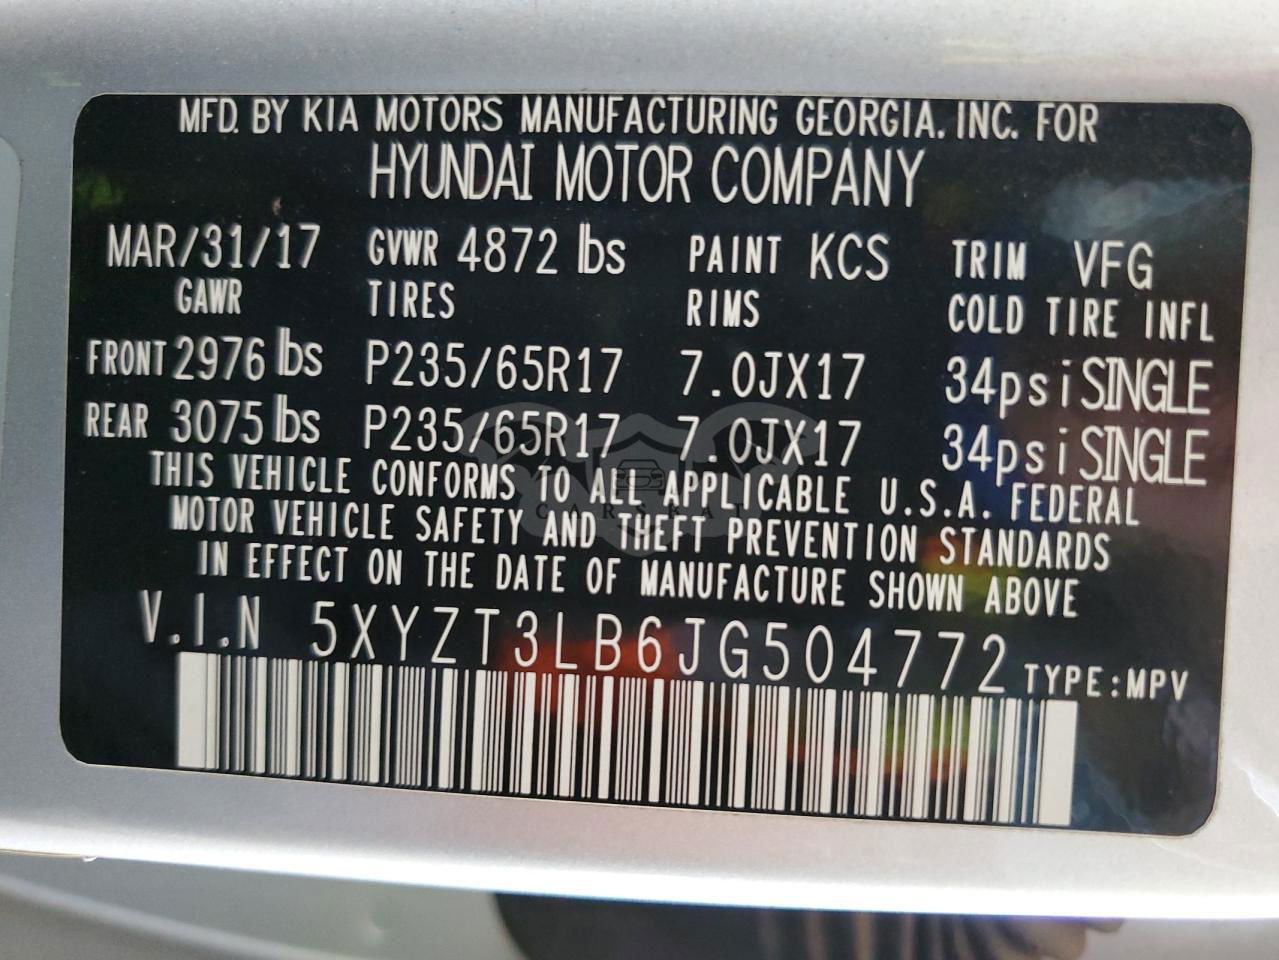 MFD. BY KIA MOTORS MANUFACTURING GEORGIA. INC. FOR
HYUNDAI MOTOR COMPANY
MAR/31/17 GVWR 4872 lbs PAINT KCS TRIM VFG
GAWR TIRES RIMS COLD TIRE INFL
FRONT 2976 lbs P235/65R17 7.0JX17 34psi SINGLE
REAR 3075 lbs P235/65R17 7.0JX17 34psi SINGLE
THIS VEHICLE CONFORMS TO ALL APPLICABLE U.S.A. FEDERAL
CARSBAT
MOTOR VEHICLE SAFETY AND THEFT PREVENTION STANDARDS
IN EFFECT ON THE DATE OF MANUFACTURE SHOWN ABOVE
V.I.N 5XYZT3LB6JG504772 TYPE:MPV